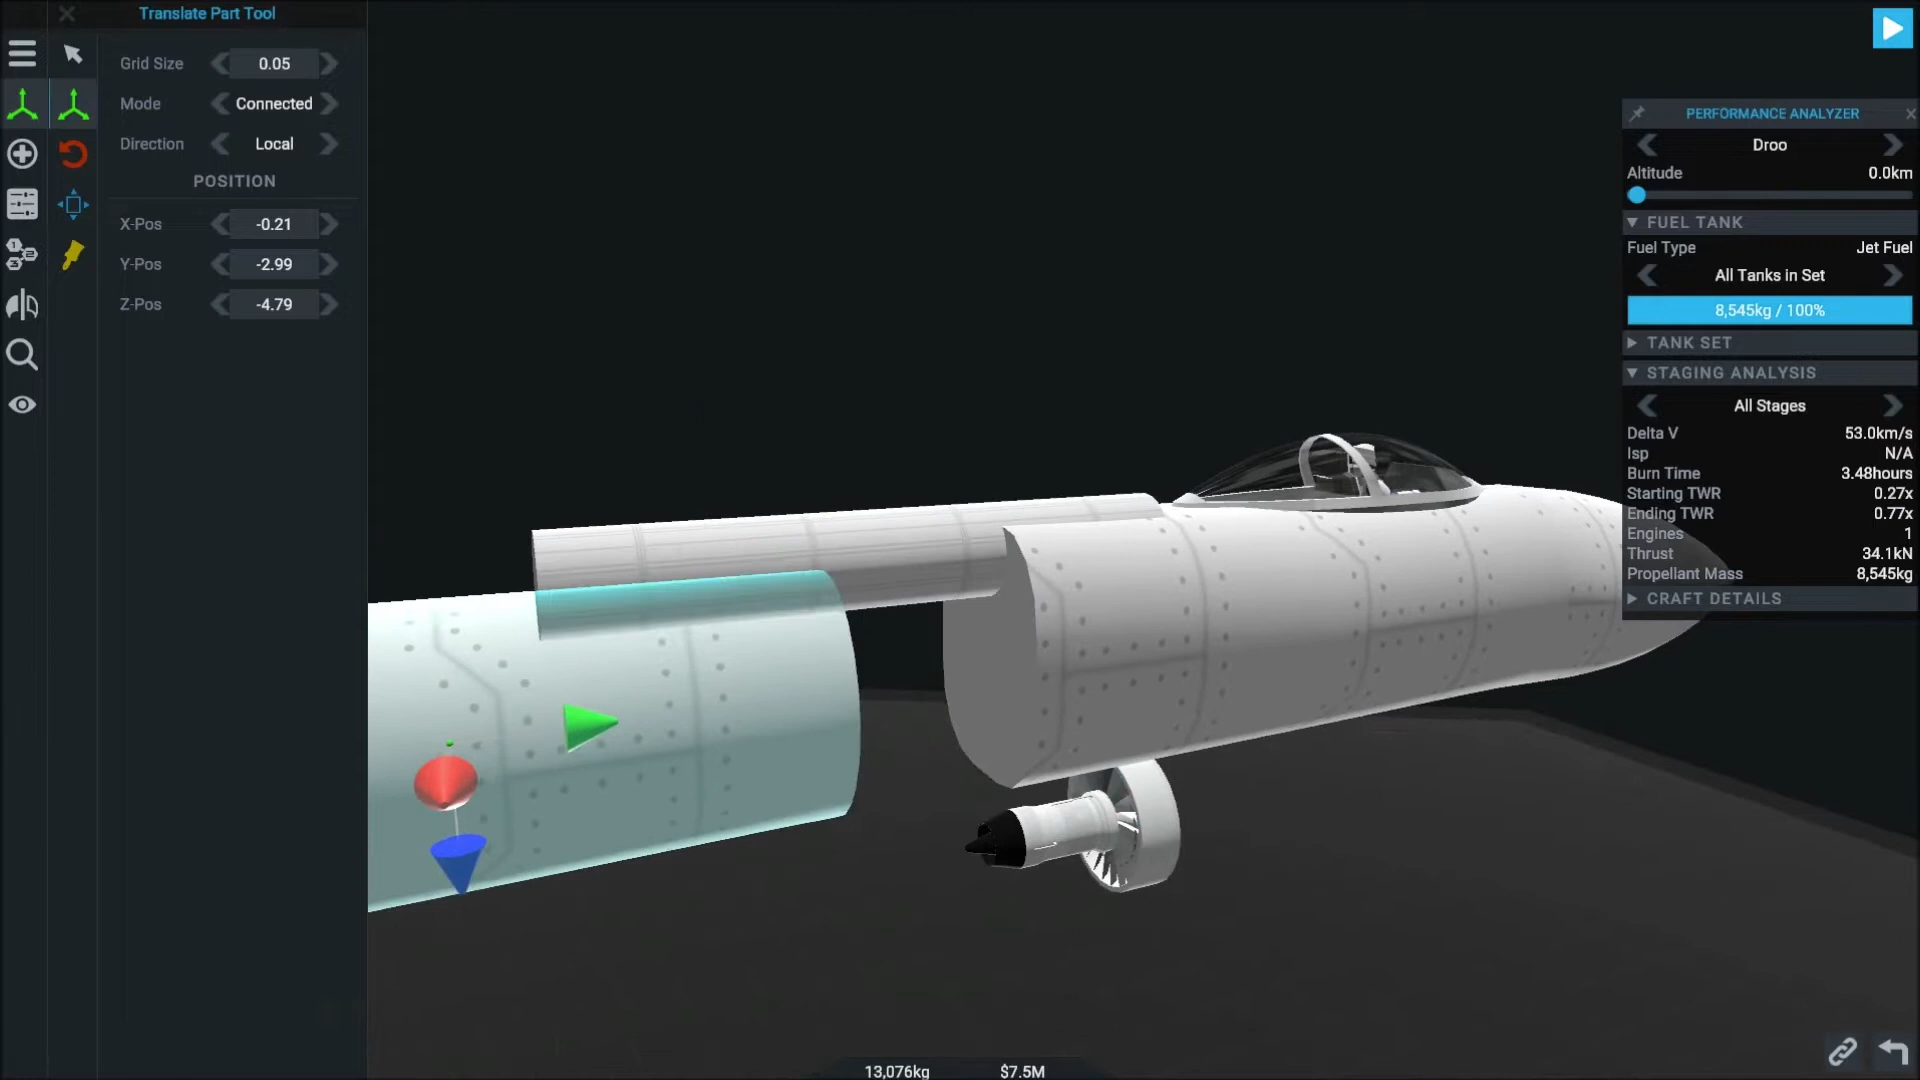 Translate Part Tool
Grid Size 0.05
Mode Connected
Direction Local
POSITION
X-Pos -0.21
Y-Pos -2.99
Z-Pos -4.79
PERFORMANCE ANALYZER
Droo
Altitude 0.0km
FUEL TANK
Fuel Type Jet Fuel
All Tanks in Set
8,545kg / 100%
TANK SET
STAGING ANALYSIS
All Stages
Delta V 53.0km/s
Isp N/A
Burn Time 3.48hours
Starting TWR 0.27x
Ending TWR 0.77x
Engines 1
Thrust 34.1kN
Propellant Mass 8,545kg
CRAFT DETAILS
13,076kg $7.5M